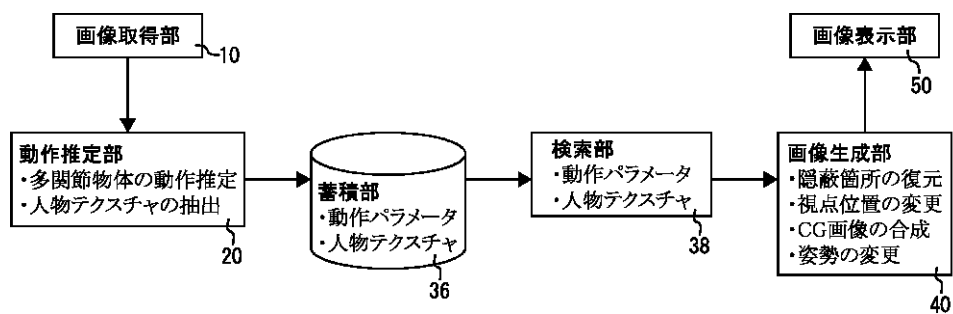 画像取得部
10
動作推定部
・多関節物体の動作推定
・人物テクスチャの抽出
20
蓄積部
・動作パラメータ
・人物テクスチャ
36
検索部
・動作パラメータ
・人物テクスチャ
38
画像生成部
・隠蔽箇所の復元
・視点位置の変更
・CG画像の合成
・姿勢の変更
40
画像表示部
50